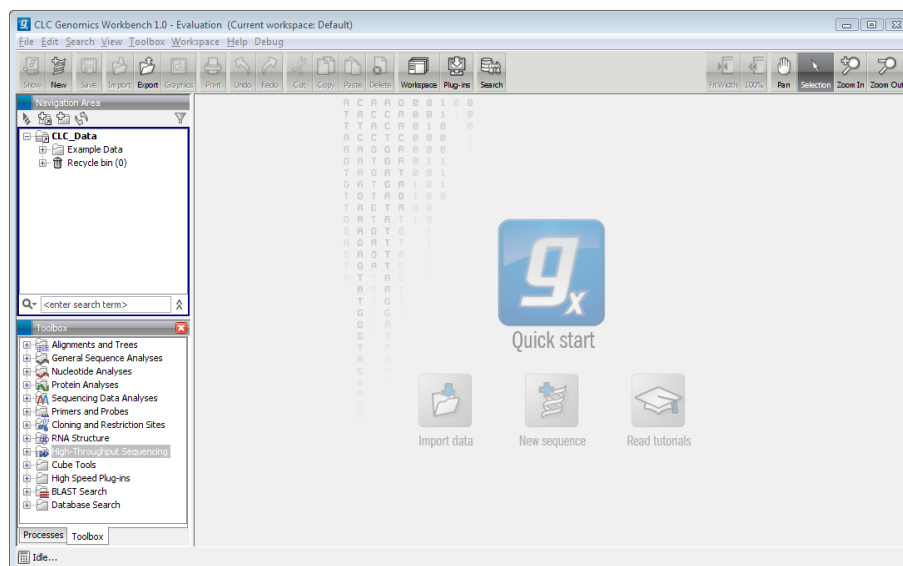 CLC Genomics Workbench 1.0 - Evaluation (Current workspace: Default)
File Edit Search View Toolbox Workspace Help Debug
Show New Save Import Export Graphics Print Undo Redo Cut Copy Paste Delete Workspace Plug-ins Search Fit Width 100% Pan Selection Zoom In Zoom Out
Navigation Area
CLC_Data
Example Data
Recycle bin (0)
<enter search term>
Toolbox
Alignments and Trees
General Sequence Analyses
Nucleotide Analyses
Protein Analyses
Sequencing Data Analyses
Primers and Probes
Cloning and Restriction Sites
RNA Structure
High-Throughput Sequencing
Cube Tools
High Speed Plug-ins
BLAST Search
Database Search
Processes Toolbox
Idle...
gx
Quick start
Import data New sequence Read tutorials